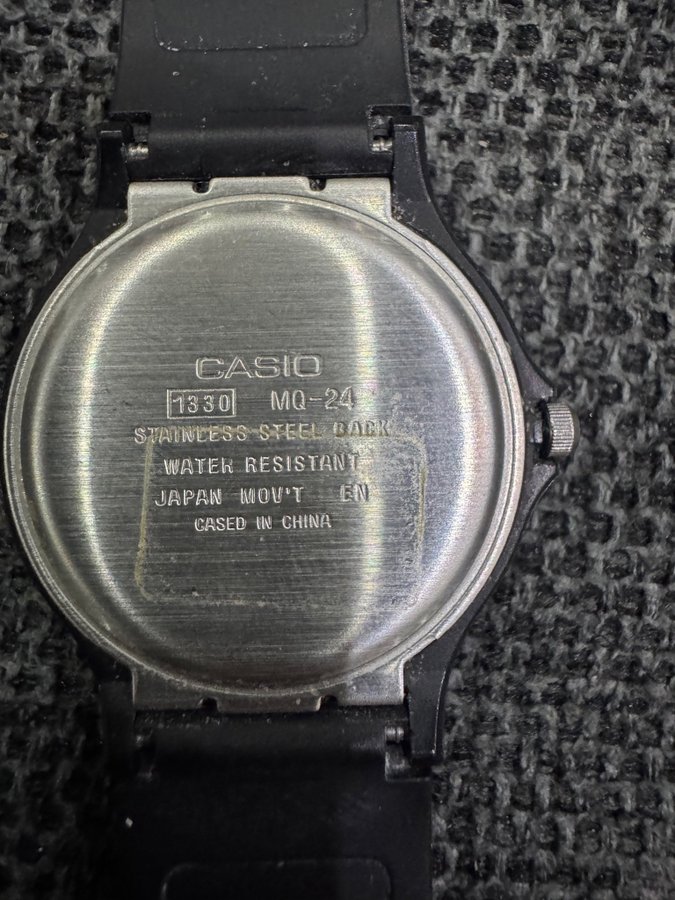 CASIO
1330 MQ-24
STAINLESS STEEL BACK
WATER RESISTANT
JAPAN MOV'T EN
CASED IN CHINA